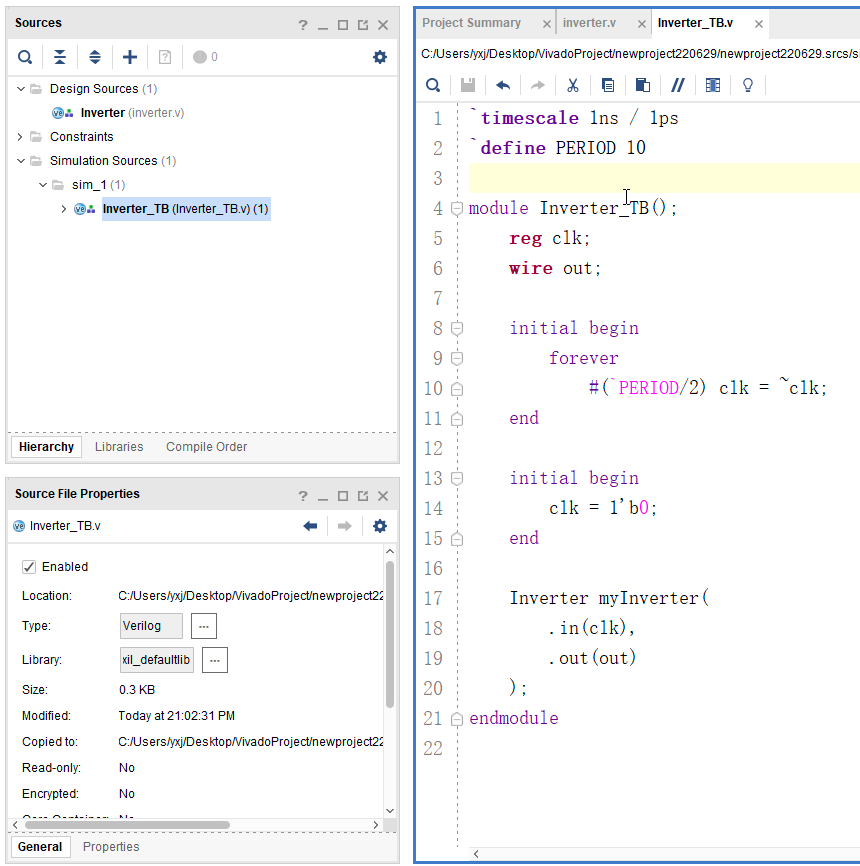 Sources
? _
0
Design Sources (1)
Inverter (inverter.v)
Constraints
Simulation Sources (1)
sim_1 (1)
Inverter_TB (Inverter_TB.v) (1)
Hierarchy Libraries Compile Order
Source File Properties
? _
Inverter_TB.v
Enabled
Location: C:/Users/yxj/Desktop/VivadoProject/newproject22
Type: Verilog ...
Library: xil_defaultlib ...
Size: 0.3 KB
Modified: Today at 21:02:31 PM
Copied to: C:/Users/yxj/Desktop/VivadoProject/newproject22
Read-only: No
Encrypted: No
Core Container: No
General Properties
Project Summary × inverter.v × Inverter_TB.v ×
C:/Users/yxj/Desktop/VivadoProject/newproject220629/newproject220629.srcs/si
1 `timescale 1ns / 1ps
2 `define PERIOD 10
3
4 module Inverter_TB();
5 reg clk;
6 wire out;
7
8 initial begin
9 forever
10 #(`PERIOD/2) clk = ~clk;
11 end
12
13 initial begin
14 clk = 1'b0;
15 end
16
17 Inverter myInverter(
18 .in(clk),
19 .out(out)
20 );
21 endmodule
22